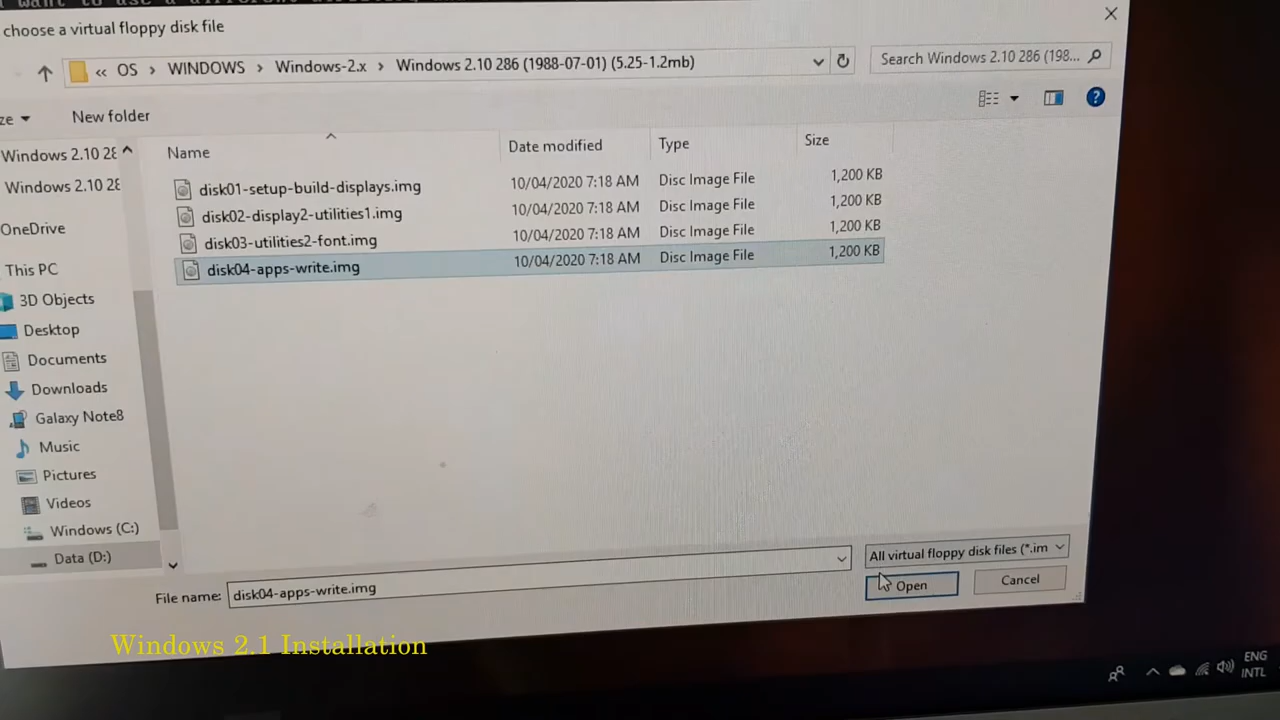 want to use a different
choose a virtual floppy disk file
« OS > WINDOWS > Windows-2.x > Windows 2.10 286 (1988-07-01) (5.25-1.2mb)
Search Windows 2.10 286 (198...
ze New folder
Name Date modified Type Size
disk01-setup-build-displays.img 10/04/2020 7:18 AM Disc Image File 1,200 KB
disk02-display2-utilities1.img 10/04/2020 7:18 AM Disc Image File 1,200 KB
disk03-utilities2-font.img 10/04/2020 7:18 AM Disc Image File 1,200 KB
disk04-apps-write.img 10/04/2020 7:18 AM Disc Image File 1,200 KB
Windows 2.10 28
Windows 2.10 28
OneDrive
This PC
3D Objects
Desktop
Documents
Downloads
Galaxy Note8
Music
Pictures
Videos
Windows (C:)
Data (D:)
File name: disk04-apps-write.img
All virtual floppy disk files (*.im
Open Cancel
Windows 2.1 Installation
ENG
INTL